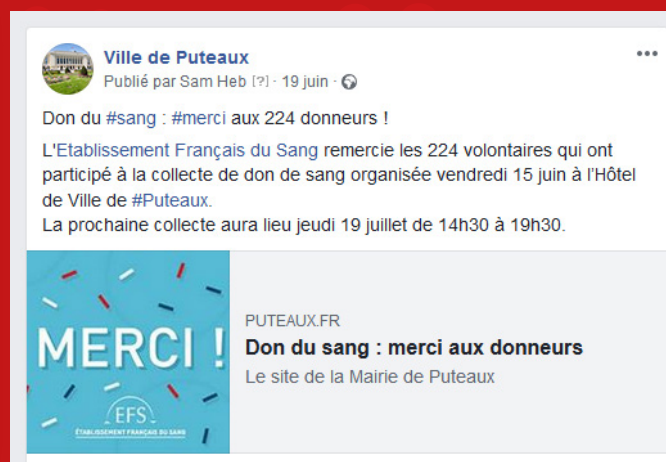 Ville de Puteaux
Publié par Sam Heb [?] · 19 juin ·
Don du #sang : #merci aux 224 donneurs !
L'Etablissement Français du Sang remercie les 224 volontaires qui ont
participé à la collecte de don de sang organisée vendredi 15 juin à l'Hôtel
de Ville de #Puteaux.
La prochaine collecte aura lieu jeudi 19 juillet de 14h30 à 19h30.
MERCI !
EFS
ÉTABLISSEMENT FRANÇAIS DU SANG
PUTEAUX.FR
Don du sang : merci aux donneurs
Le site de la Mairie de Puteaux